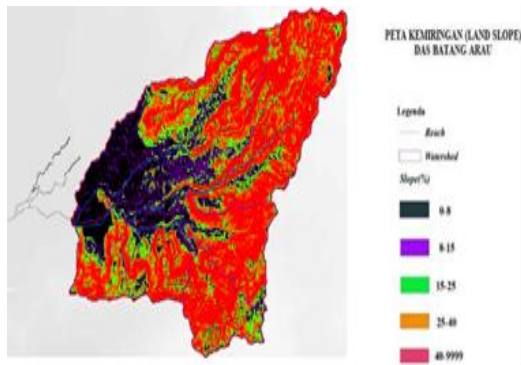 PETA KEMIRINGAN (LAND SLOPE)
DAS BATANG ARAU
Legenda
Reach
Watershed
Slope(%)
0-8
8-15
15-25
25-40
40-9999